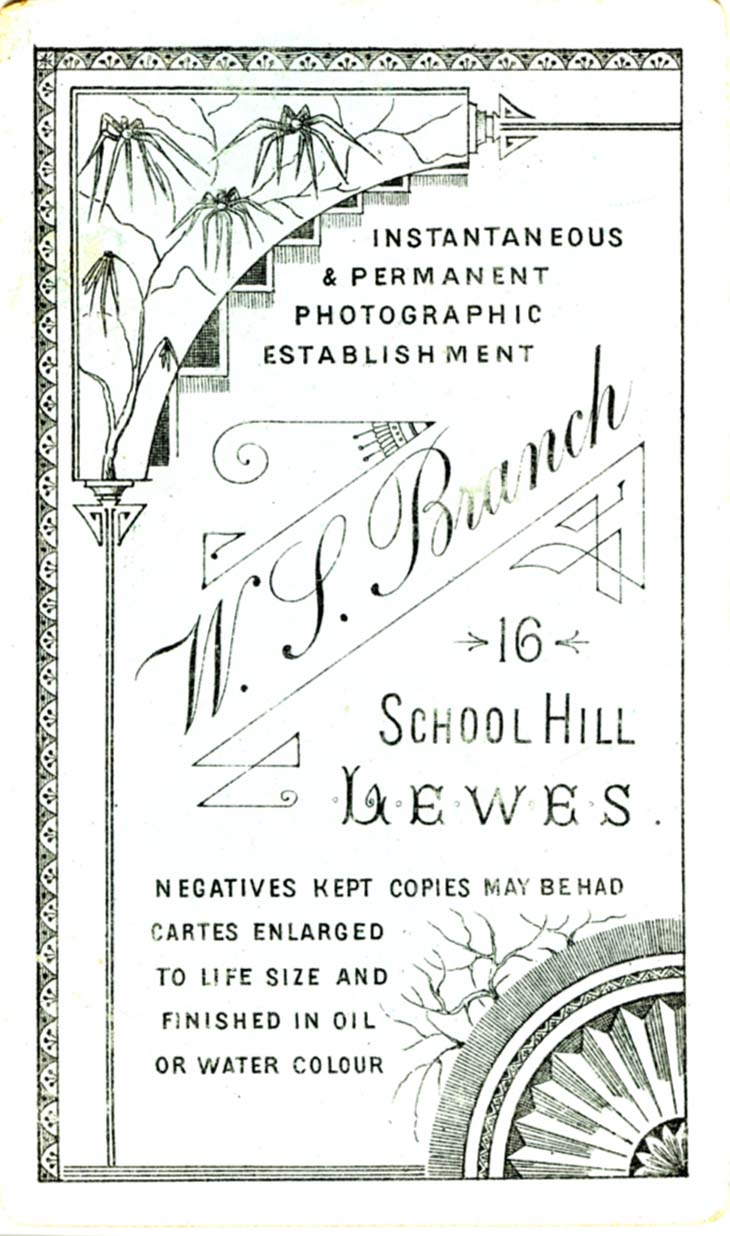 INSTANTANEOUS
& PERMANENT
PHOTOGRAPHIC
ESTABLISHMENT
W. S. Branch
16
SCHOOL HILL
LEWES.
NEGATIVES KEPT COPIES MAY BE HAD
CARTES ENLARGED
TO LIFE SIZE AND
FINISHED IN OIL
OR WATER COLOUR